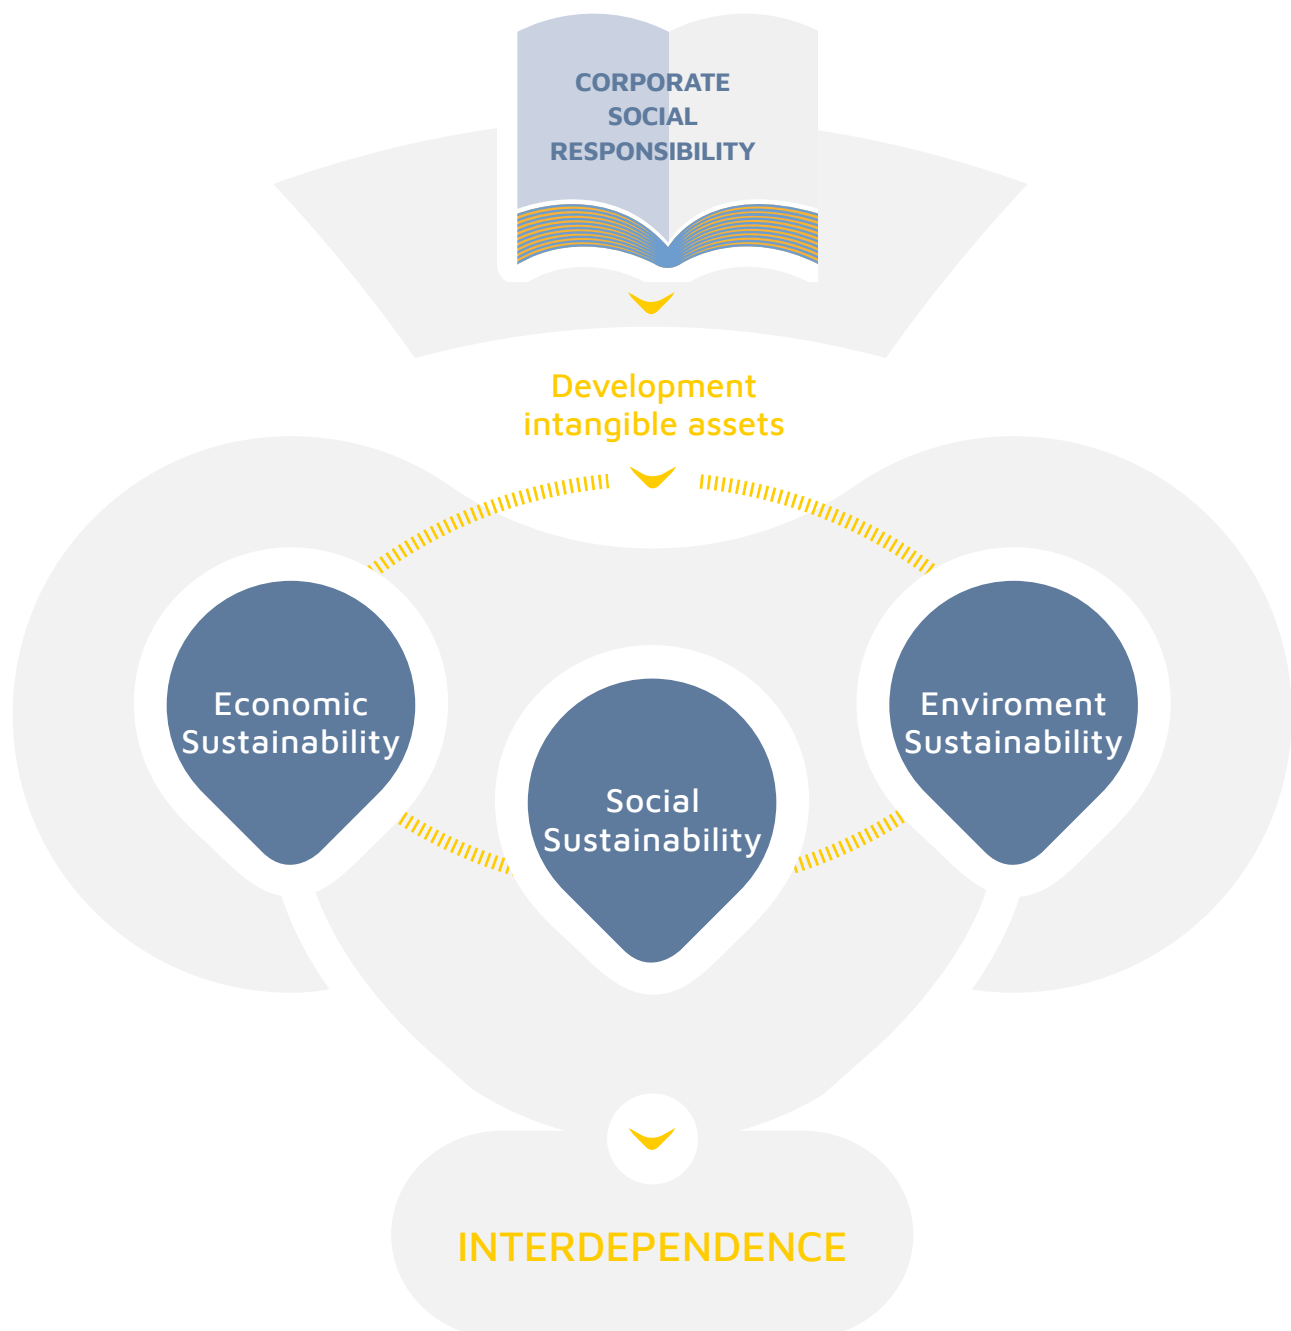 CORPORATE
SOCIAL
RESPONSIBILITY
Development
intangible assets
Economic
Sustainability
Social
Sustainability
Enviroment
Sustainability
INTERDEPENDENCE